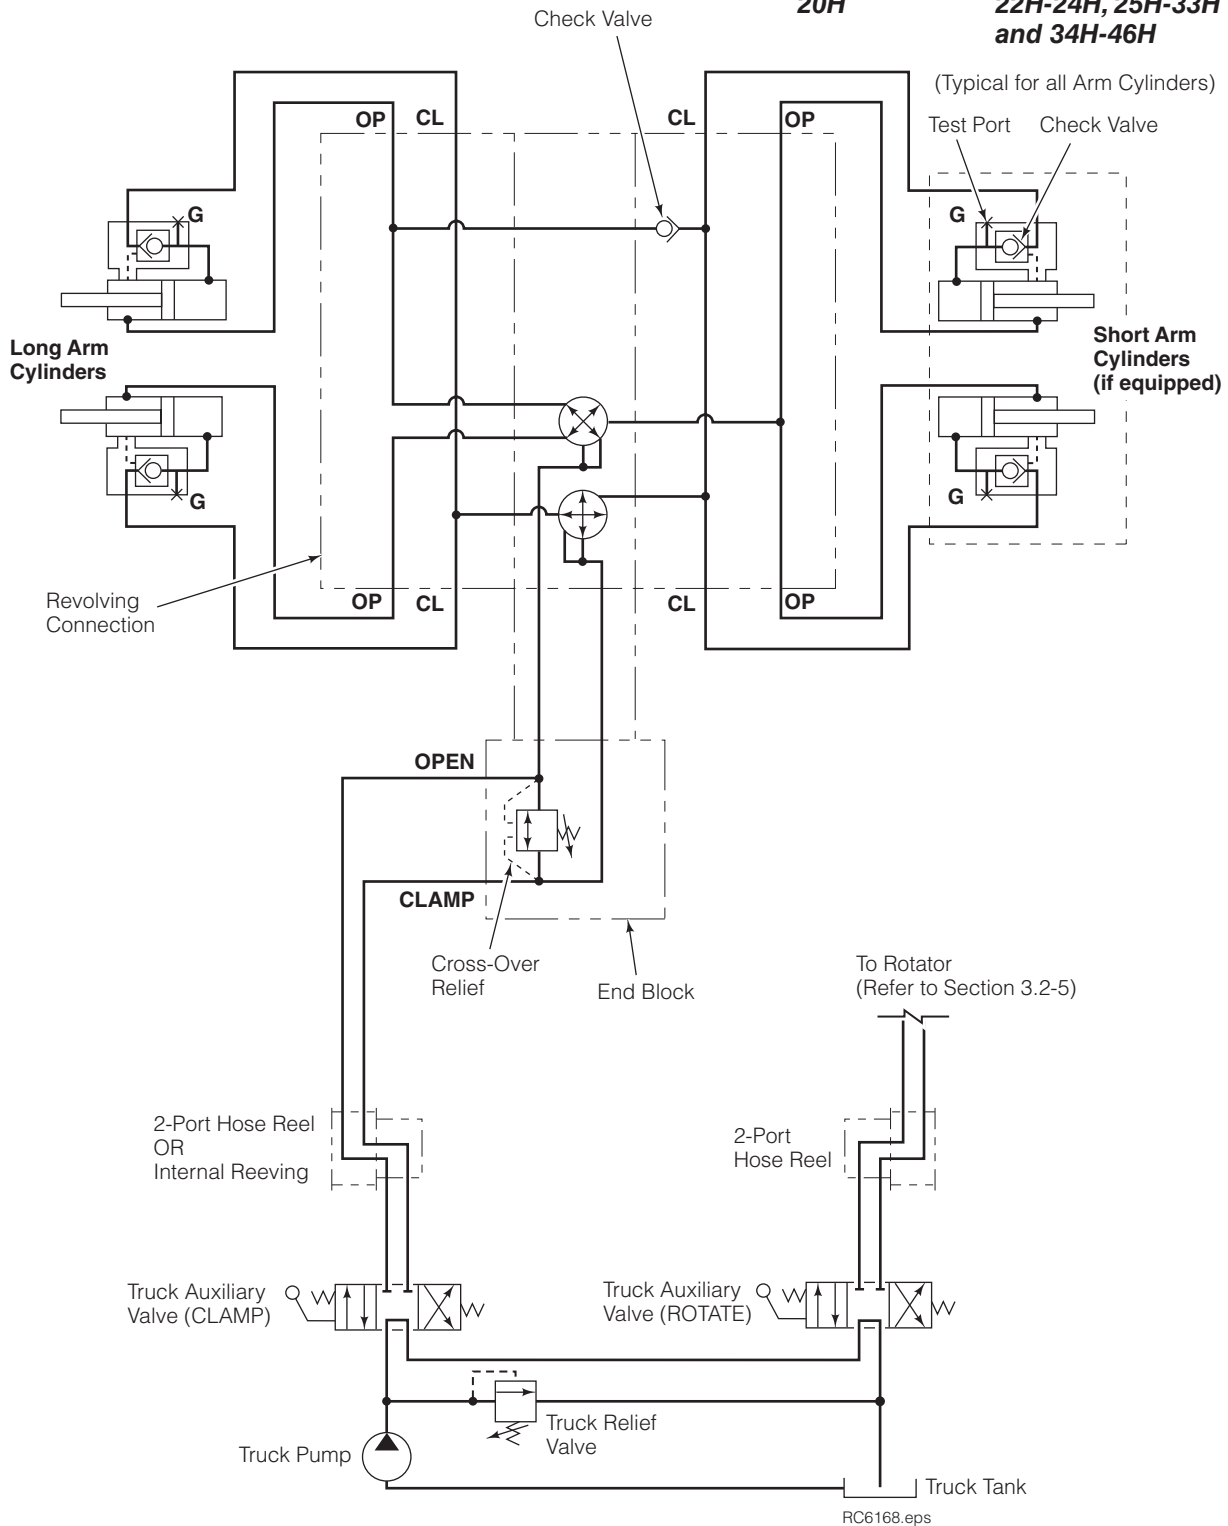 20H
22H-24H, 25H-33H
and 34H-46H
Check Valve
(Typical for all Arm Cylinders)
Test Port
Check Valve
OP
CL
CL
OP
G
G
Long Arm
Cylinders
Short Arm
Cylinders
(if equipped)
G
G
Revolving
Connection
OP
CL
CL
OP
OPEN
CLAMP
Cross-Over
Relief
End Block
To Rotator
(Refer to Section 3.2-5)
2-Port Hose Reel
OR
Internal Reeving
2-Port
Hose Reel
Truck Auxiliary
Valve (CLAMP)
Truck Auxiliary
Valve (ROTATE)
Truck Relief
Valve
Truck Pump
Truck Tank
RC6168.eps